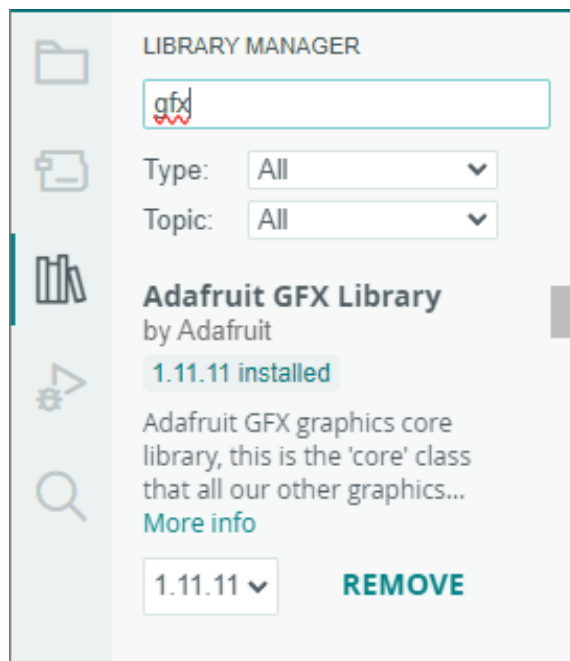 LIBRARY MANAGER
gfx
Type: All
Topic: All
Adafruit GFX Library
by Adafruit
1.11.11 installed
Adafruit GFX graphics core
library, this is the 'core' class
that all our other graphics...
More info
1.11.11 REMOVE